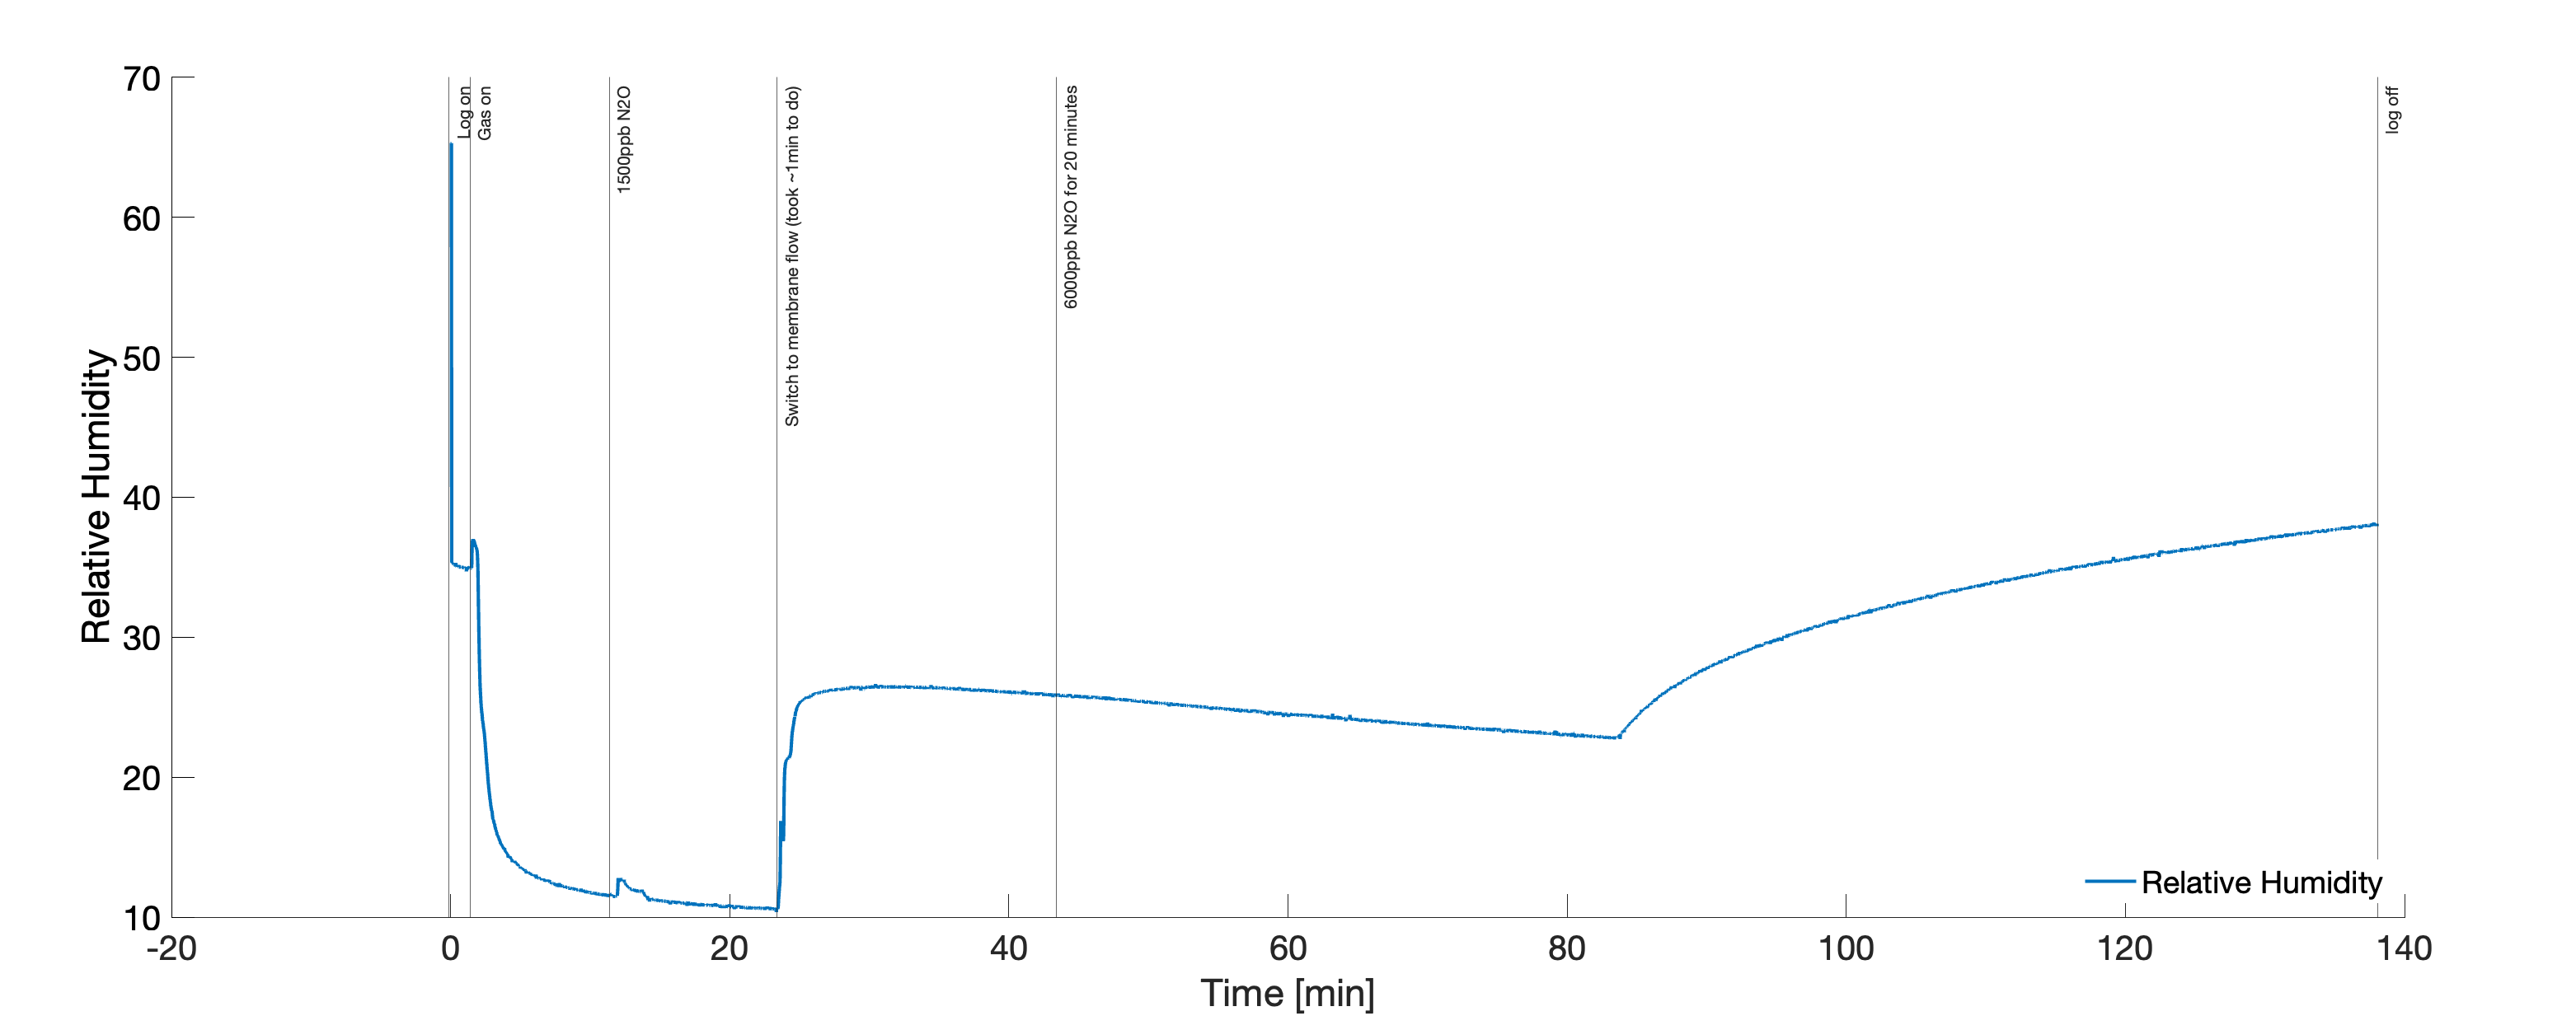 70
60
50
40
30
20
10
Relative Humidity
Log on
Gas on
1500ppb N2O
Switch to membrane flow (took ~1min to do)
6000ppb N2O for 20 minutes
log off
Relative Humidity
-20
0
20
40
60
80
100
120
140
Time [min]